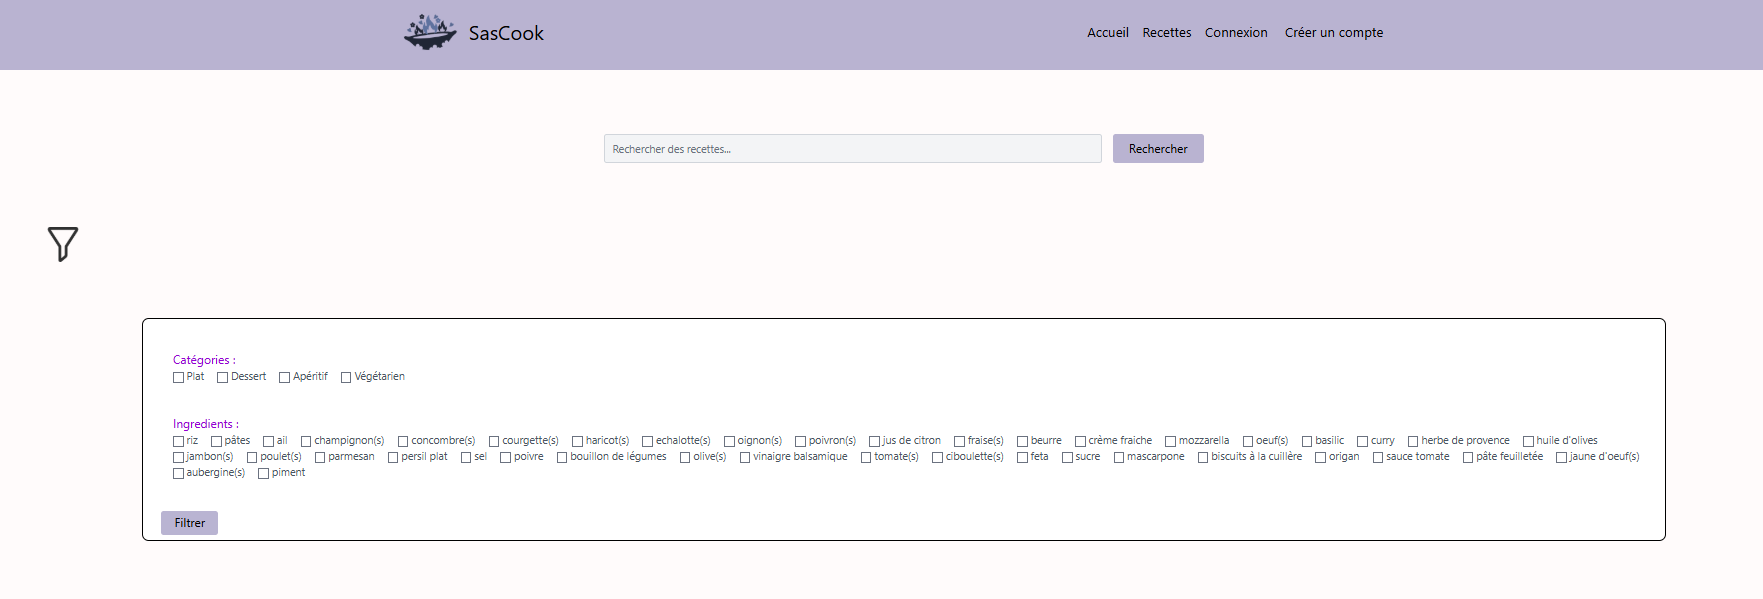 SasCook Accueil Recettes Connexion Créer un compte
Rechercher des recettes... Rechercher
Catégories :
Plat Dessert Apéritif Végétarien
Ingredients :
riz pâtes ail champignon(s) concombre(s) courgette(s) haricot(s) echalotte(s) oignon(s) poivron(s) jus de citron fraise(s) beurre crème fraiche mozzarella oeuf(s) basilic curry herbe de provence huile d'olives
jambon(s) poulet(s) parmesan persil plat sel poivre bouillon de légumes olive(s) vinaigre balsamique tomate(s) ciboulette(s) feta sucre mascarpone biscuits à la cuillère origan sauce tomate pâte feuilletée jaune d'oeuf(s)
aubergine(s) piment
Filtrer